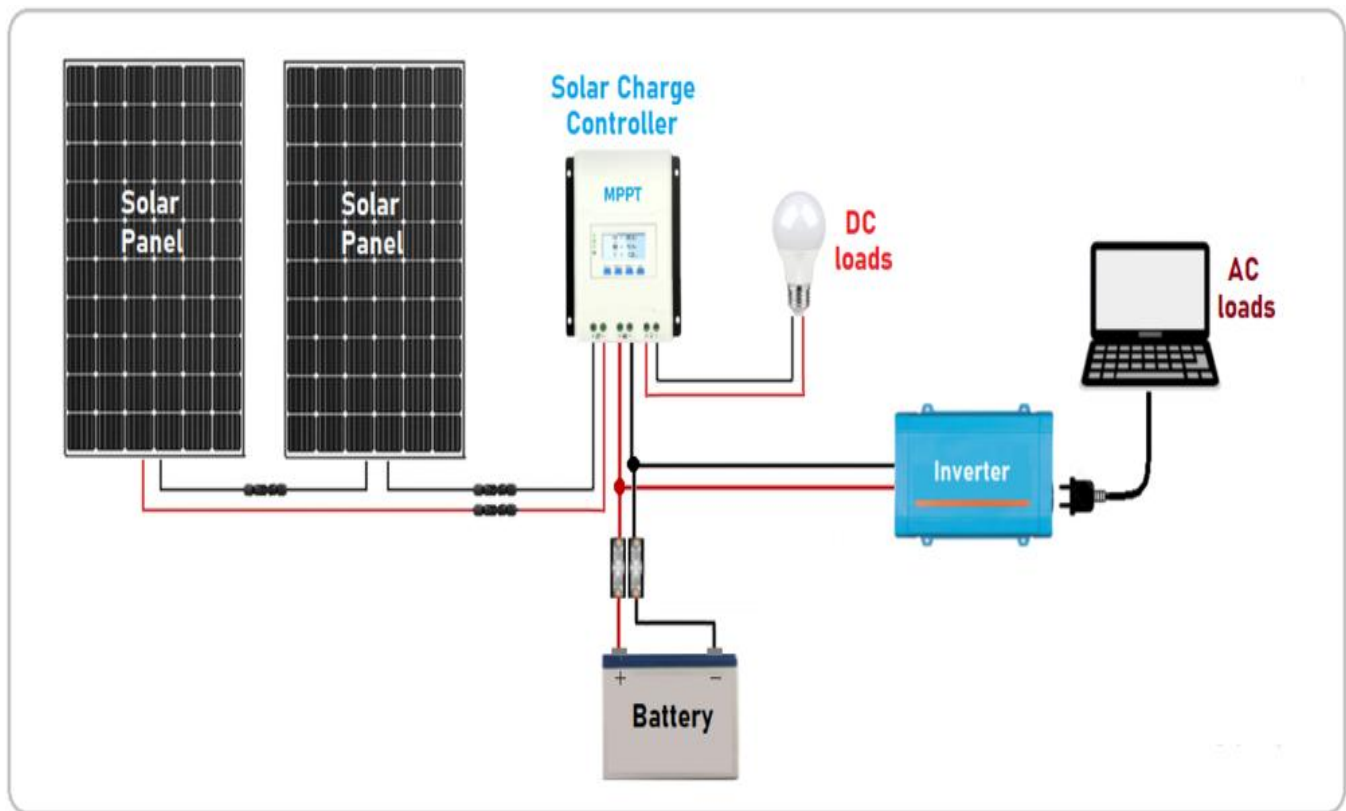 Solar
Panel
Solar
Panel
Solar Charge
Controller
MPPT
DC
loads
AC
loads
Inverter
+ −
Battery